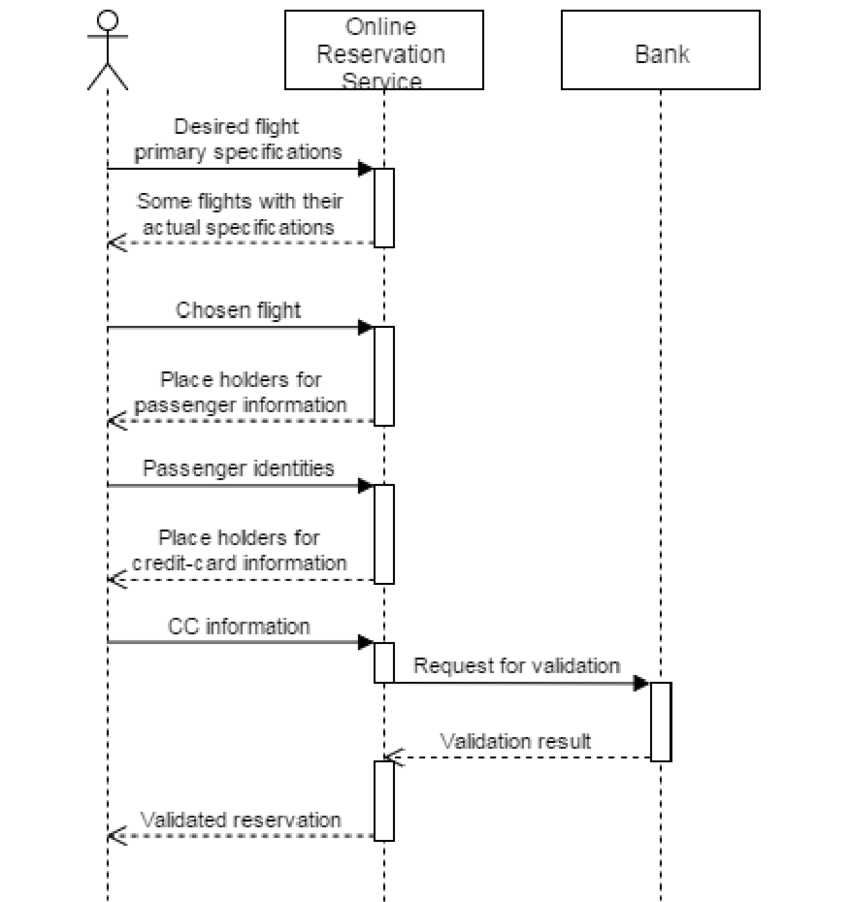 Online
Reservation
Service
Bank
Desired flight
primary specifications
Some flights with their
actual specifications
Chosen flight
Place holders for
passenger information
Passenger identities
Place holders for
credit-card information
CC information
Request for validation
Validation result
Validated reservation